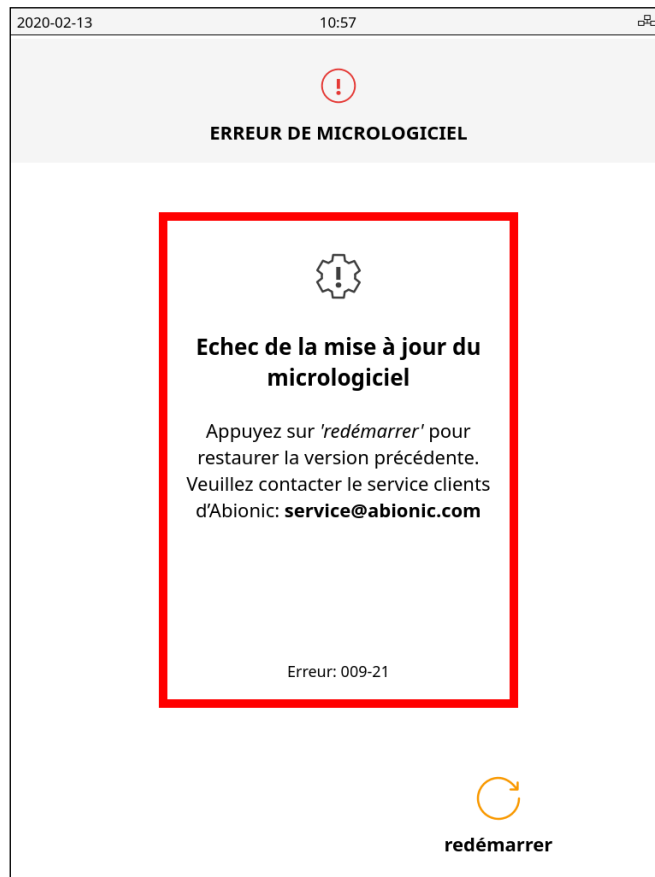 2020-02-13 10:57
ERREUR DE MICROLOGICIEL
Echec de la mise à jour du
micrologiciel
Appuyez sur 'redémarrer' pour
restaurer la version précédente.
Veuillez contacter le service clients
d’Abionic: service@abionic.com
Erreur: 009-21
redémarrer